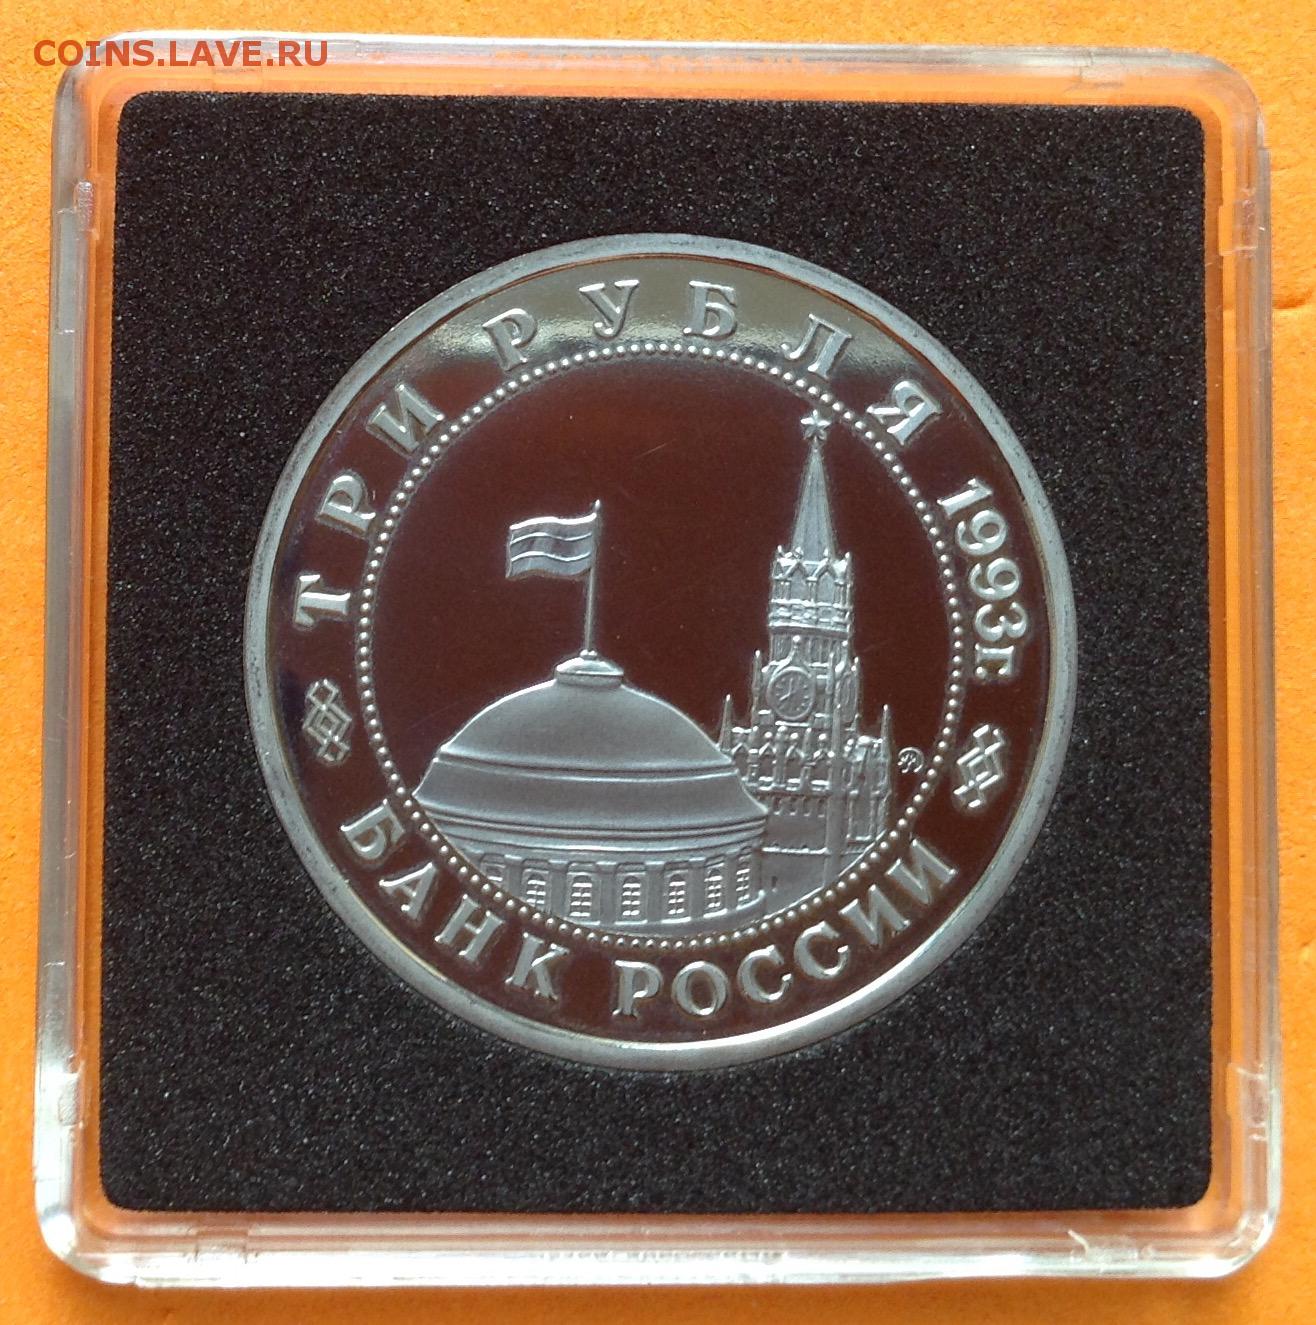 COINS.LAVE.RU
ТРИ РУБЛЯ 1993г.
БАНК РОССИИ